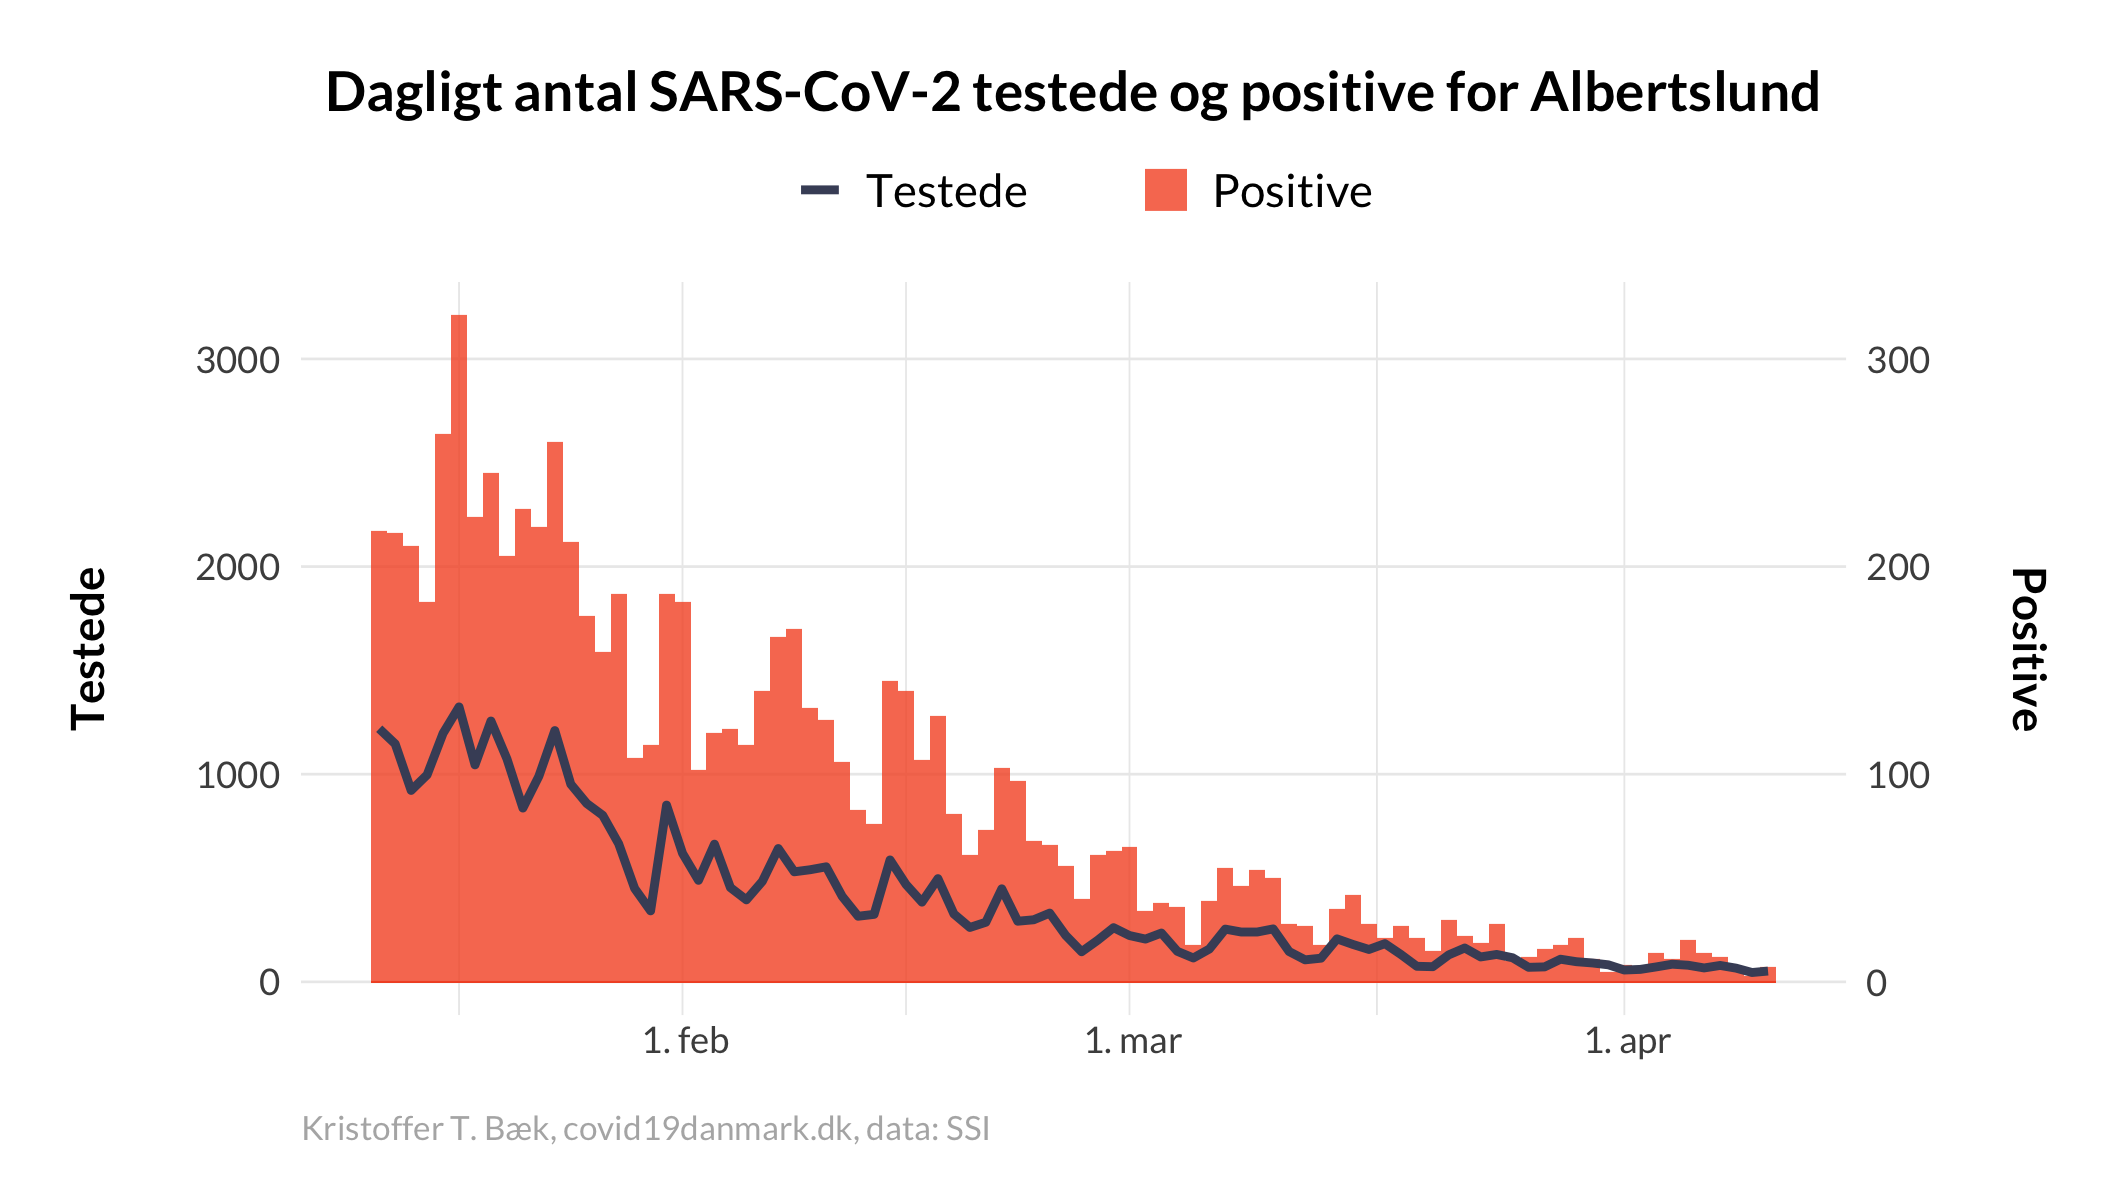 Dagligt antal SARS-CoV-2 testede og positive for Albertslund
Testede
Positive
3000
2000
1000
0
Testede
300
200
100
0
Positive
1. feb
1. mar
1. apr
Kristoffer T. Bæk, covid19danmark.dk, data: SSI